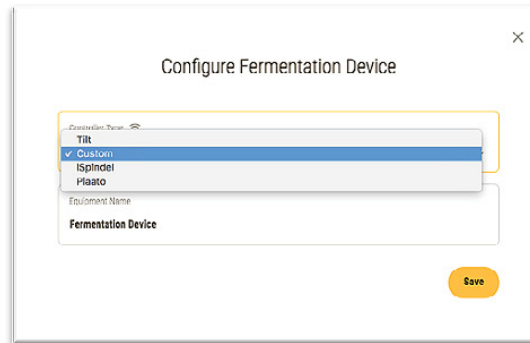 Configure Fermentation Device
Controller Type
Tilt
✓ Custom
iSpindel
Plaato
Equipment Name
Fermentation Device
Save